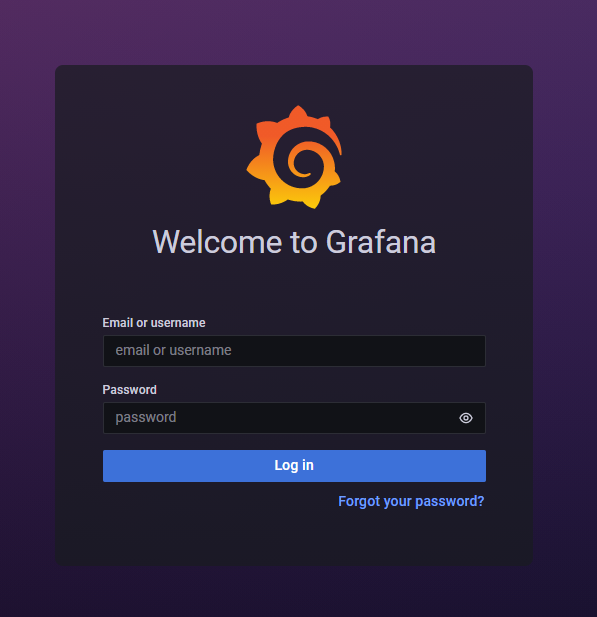 Welcome to Grafana
Email or username
email or username
Password
password
Log in
Forgot your password?